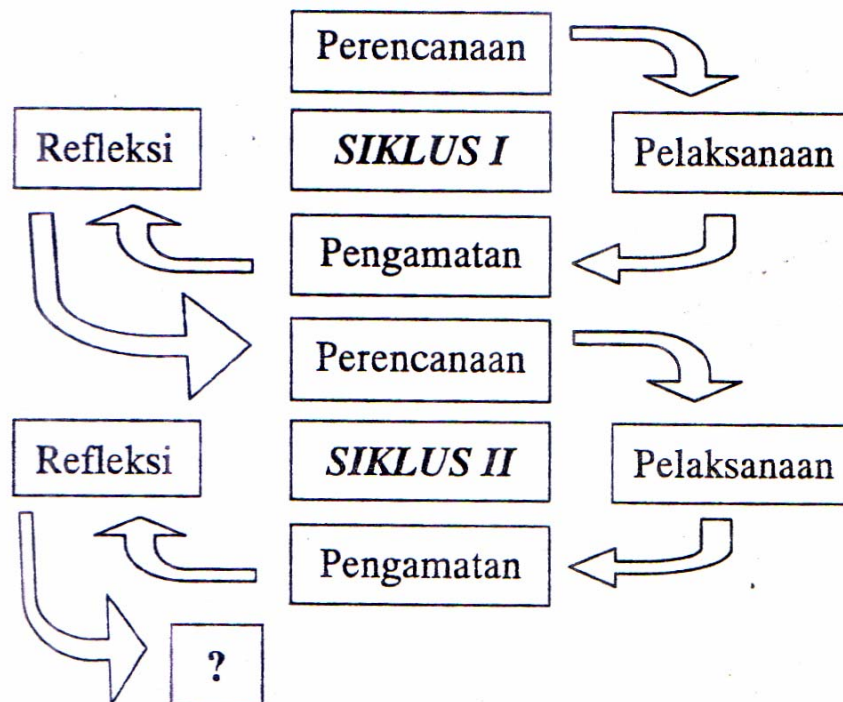 Perencanaan
Refleksi
SIKLUS I
Pelaksanaan
Pengamatan
Perencanaan
Refleksi
SIKLUS II
Pelaksanaan
Pengamatan
?